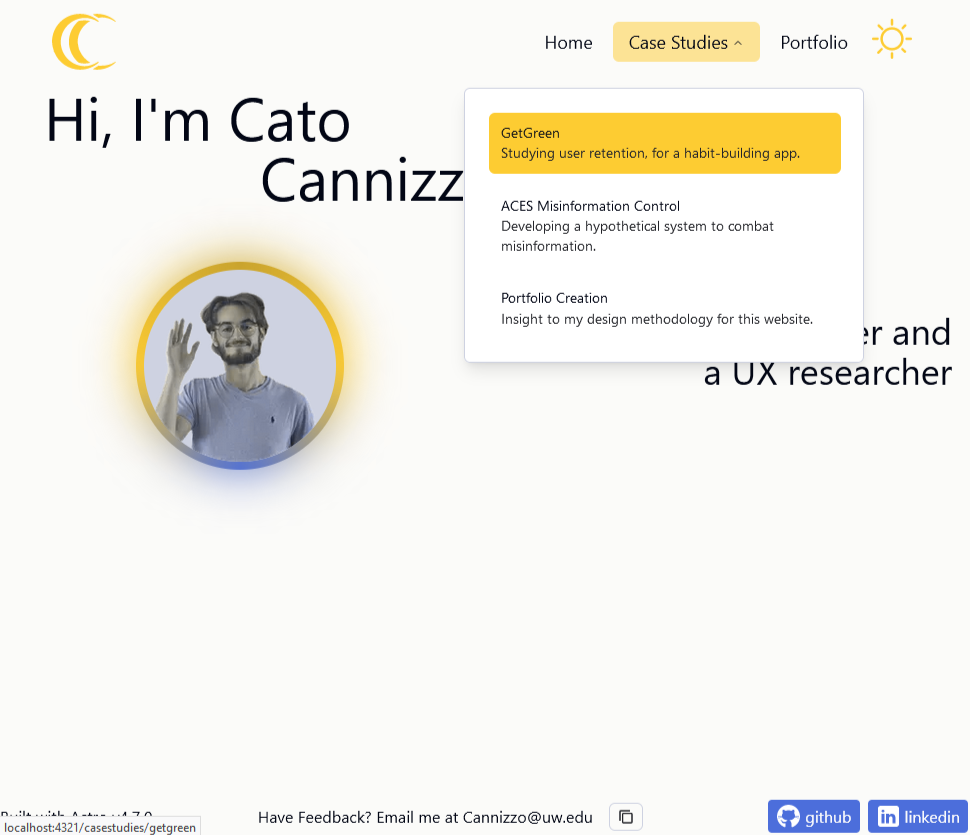 Home
Case Studies
Portfolio
Hi, I'm Cato
Cannizz
GetGreen
Studying user retention, for a habit-building app.
ACES Misinformation Control
Developing a hypothetical system to combat
misinformation.
Portfolio Creation
Insight to my design methodology for this website.
er and
a UX researcher
Built with Astro v4.7.0
localhost:4321/casestudies/getgreen
Have Feedback? Email me at Cannizzo@uw.edu
github
linkedin